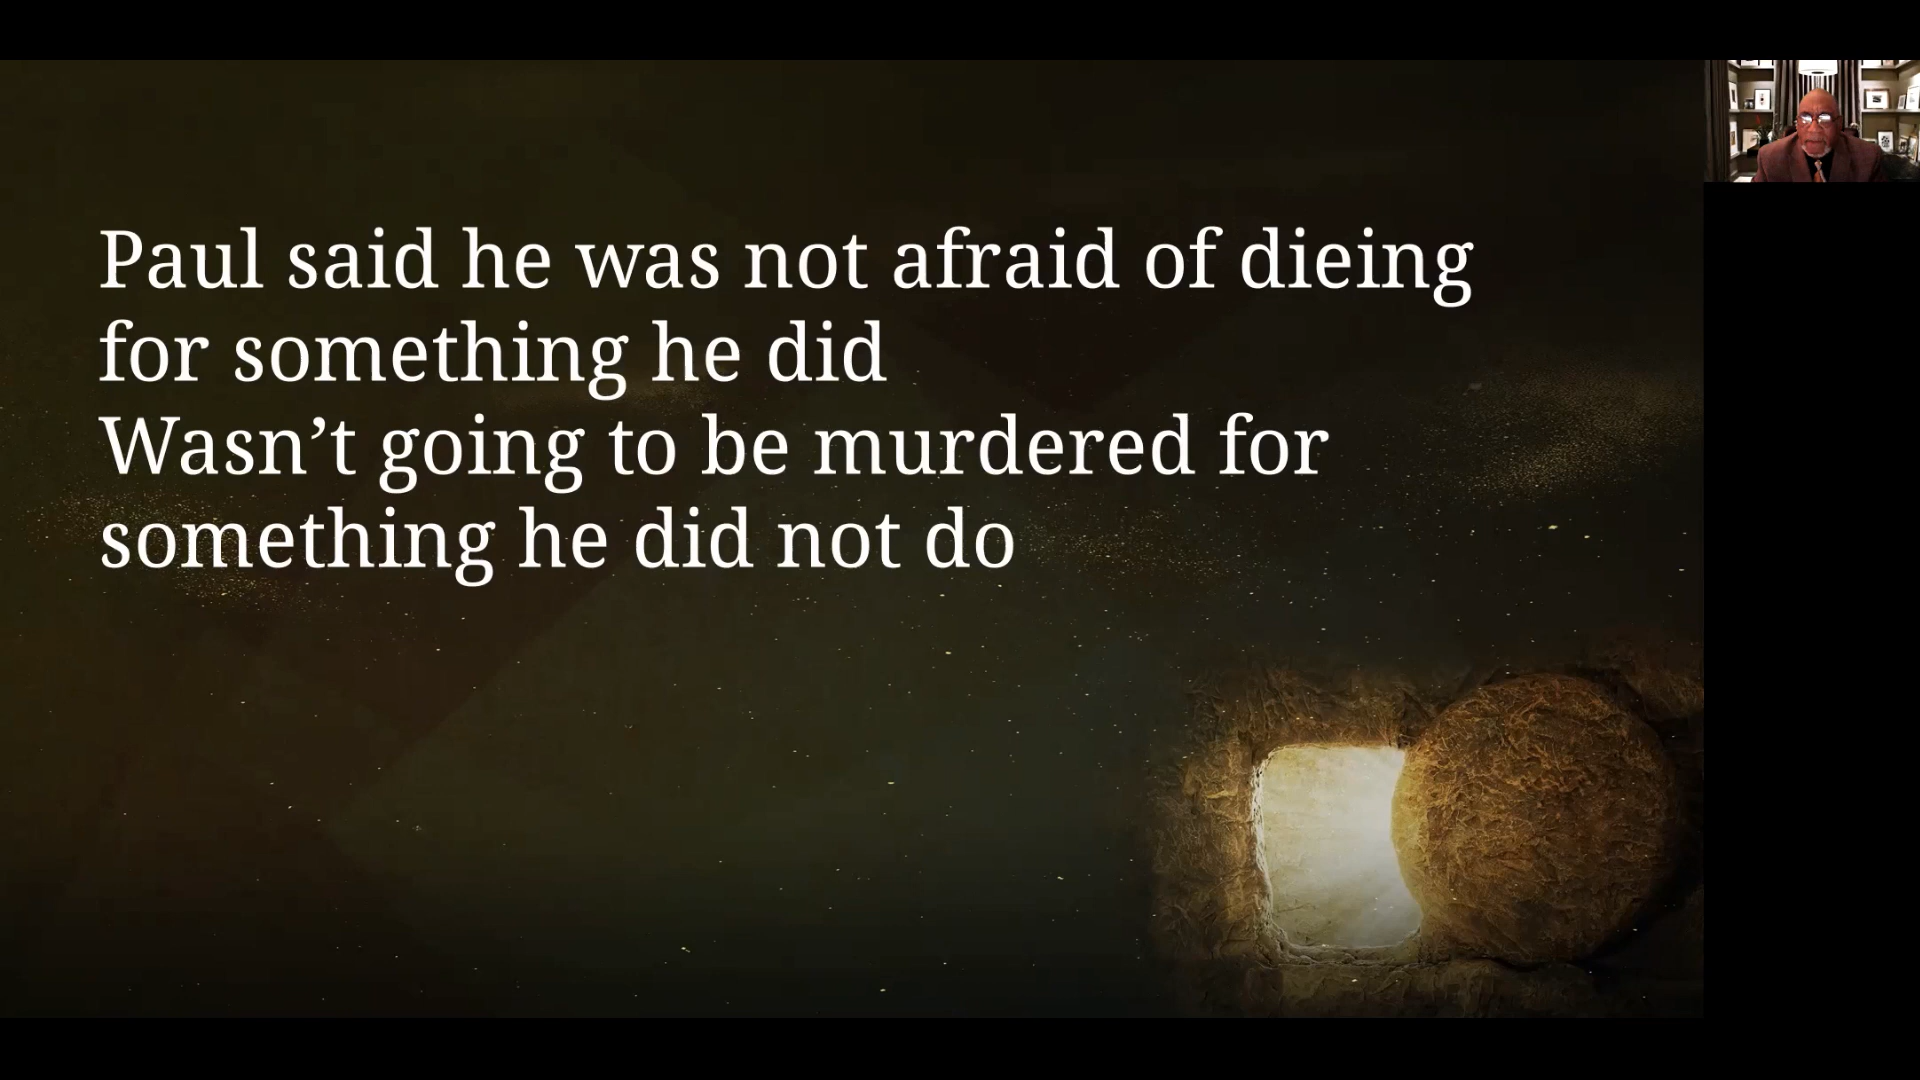 Paul said he was not afraid of dieing
for something he did
Wasn’t going to be murdered for
something he did not do